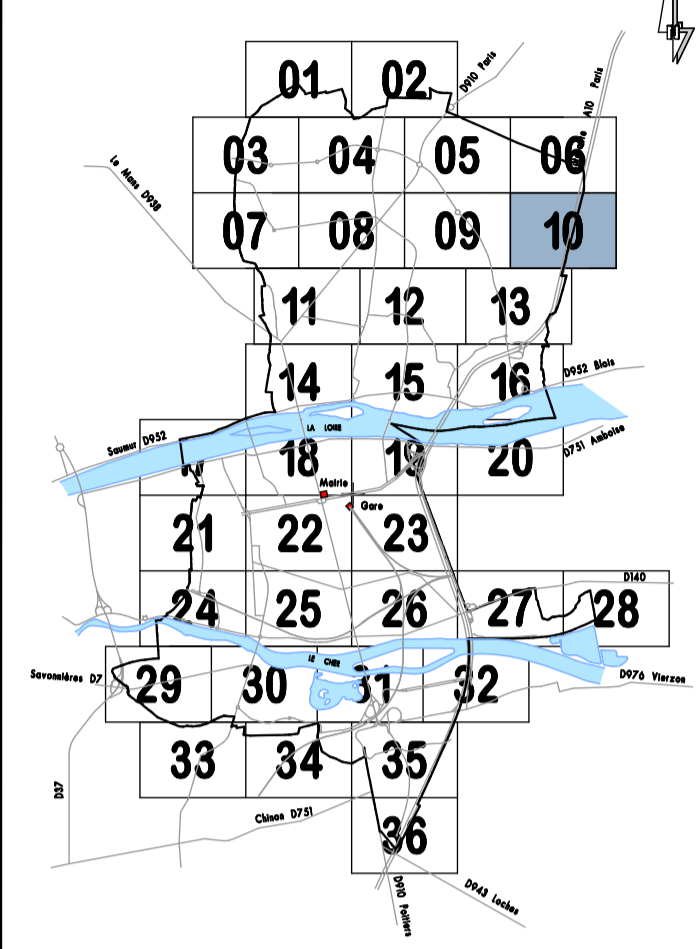 01 02
D910 Paris
A10 Paris
03 04 05 06
Le Mans D938
07 08 09 10
11 12 13
14 15 16
D952 Blois
LA LOIRE
Saumur D952
D751 Amboise
18 19 20
Mairie
Gare
21 22 23
D140
24 25 26 27 28
LE CHER
Savonnières D7
D976 Vierzon
29 30 31 32
33 34 35
D37
Chinon D751
36
D910 Poitiers
D943 Loches